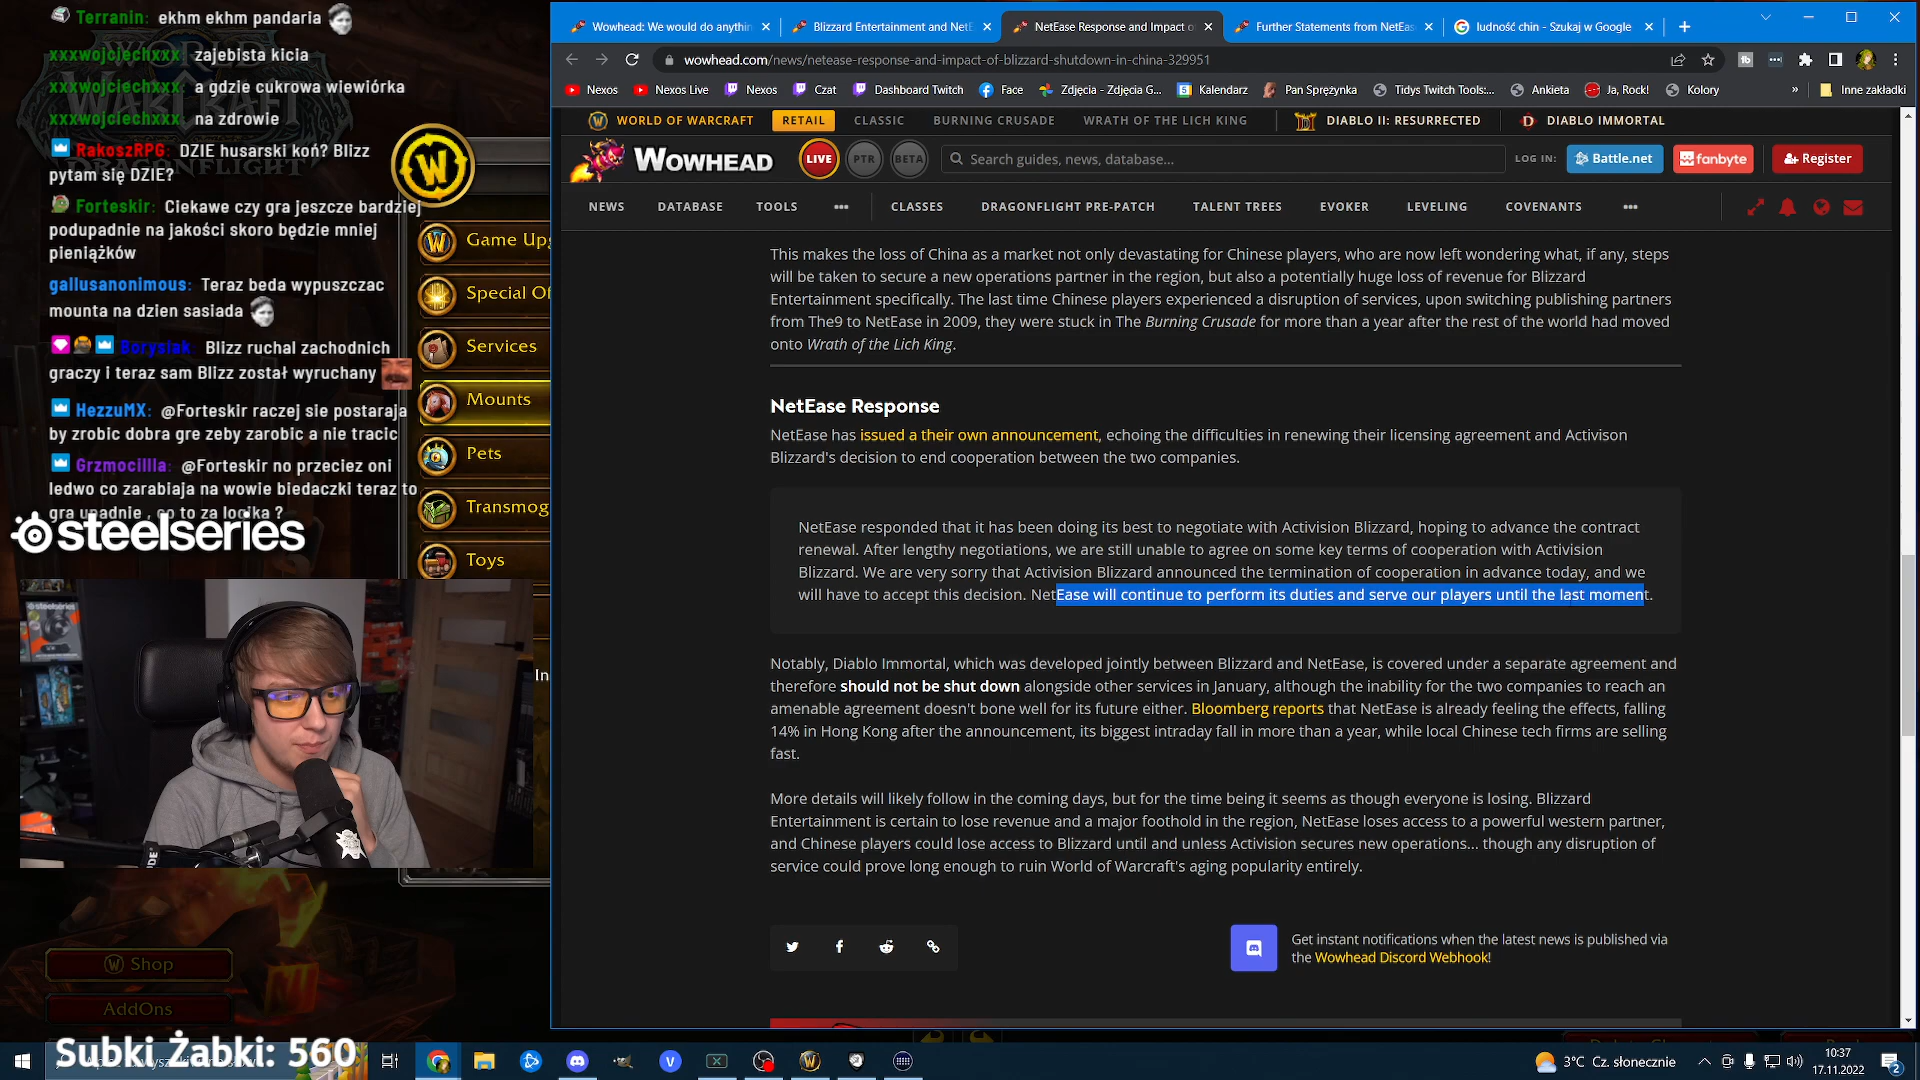 Terranin: ekhm ekhm pandaria
xxxwojciechxxx: zajebista kicia
xxxwojciechxxx: a gdzie cukrowa wiewiórka
xxxwojciechxxx: na zdrowie
RakoszRPG: DZIE husarski koń? Blizz
pytam się DZIE?
Forteskir: Ciekawe czy gra jeszcze bardziej
podupadnie na jakości skoro będzie mniej
pieniążków
gallusanonimous: Teraz beda wypuszczac
mounta na dzien sasiada
Borysiak Blizz ruchal zachodnich
graczy i teraz sam Blizz został wyruchany
HezzuMX: @Forteskir raczej sie postaraja
by zrobic dobra gre zeby zarobic a nie tracic
Grzmocillla: @Forteskir no przeciez oni
ledwo co zarabiaja na wowie biedaczki teraz to
gra upadnie , co to za logika ?
steelseries
Game Upg
Special Of
Services
Mounts
Pets
Transmog
Toys
In
Shop
AddOns
Subki Żabki: 560
Wowhead: We would do anythin
Blizzard Entertainment and NetE
NetEase Response and Impact o
Further Statements from NetEas
ludność chin - Szukaj w Google
wowhead.com/news/netease-response-and-impact-of-blizzard-shutdown-in-china-329951
Nexos
Nexos Live
Nexos
Czat
Dashboard Twitch
Face
Zdjęcia - Zdjęcia G...
Kalendarz
Pan Sprężynka
Tidys Twitch Tools:...
Ankieta
Ja, Rock!
Kolory
»
Inne zakładki
WORLD OF WARCRAFT
RETAIL
CLASSIC
BURNING CRUSADE
WRATH OF THE LICH KING
DIABLO II: RESURRECTED
DIABLO IMMORTAL
WOWHEAD
LIVE
PTR
BETA
Search guides, news, database...
LOG IN:
Battle.net
fanbyte
Register
NEWS
DATABASE
TOOLS
CLASSES
DRAGONFLIGHT PRE-PATCH
TALENT TREES
EVOKER
LEVELING
COVENANTS
This makes the loss of China as a market not only devastating for Chinese players, who are now left wondering what, if any, steps
will be taken to secure a new operations partner in the region, but also a potentially huge loss of revenue for Blizzard
Entertainment specifically. The last time Chinese players experienced a disruption of services, upon switching publishing partners
from The9 to NetEase in 2009, they were stuck in The Burning Crusade for more than a year after the rest of the world had moved
onto Wrath of the Lich King.
NetEase Response
NetEase has issued a their own announcement, echoing the difficulties in renewing their licensing agreement and Activison
Blizzard's decision to end cooperation between the two companies.
NetEase responded that it has been doing its best to negotiate with Activision Blizzard, hoping to advance the contract
renewal. After lengthy negotiations, we are still unable to agree on some key terms of cooperation with Activision
Blizzard. We are very sorry that Activision Blizzard announced the termination of cooperation in advance today, and we
will have to accept this decision. NetEase will continue to perform its duties and serve our players until the last moment.
Notably, Diablo Immortal, which was developed jointly between Blizzard and NetEase, is covered under a separate agreement and
therefore should not be shut down alongside other services in January, although the inability for the two companies to reach an
amenable agreement doesn't bone well for its future either. Bloomberg reports that NetEase is already feeling the effects, falling
14% in Hong Kong after the announcement, its biggest intraday fall in more than a year, while local Chinese tech firms are selling
fast.
More details will likely follow in the coming days, but for the time being it seems as though everyone is losing. Blizzard
Entertainment is certain to lose revenue and a major foothold in the region, NetEase loses access to a powerful western partner,
and Chinese players could lose access to Blizzard until and unless Activision secures new operations... though any disruption of
service could prove long enough to ruin World of Warcraft's aging popularity entirely.
Get instant notifications when the latest news is published via
the Wowhead Discord Webhook!
3°C Cz. słonecznie
10:37
17.11.2022
2